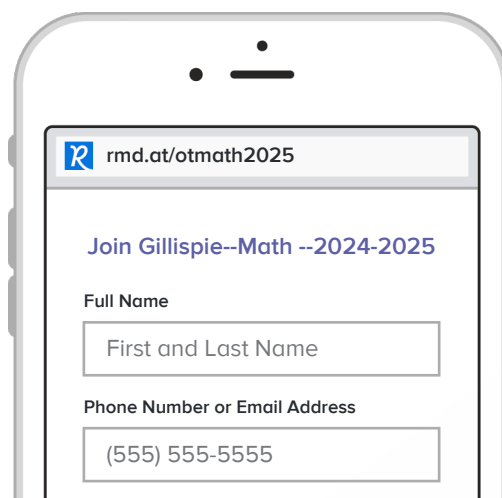 R rmd.at/otmath2025
Join Gillispie--Math --2024-2025
Full Name
First and Last Name
Phone Number or Email Address
(555) 555-5555